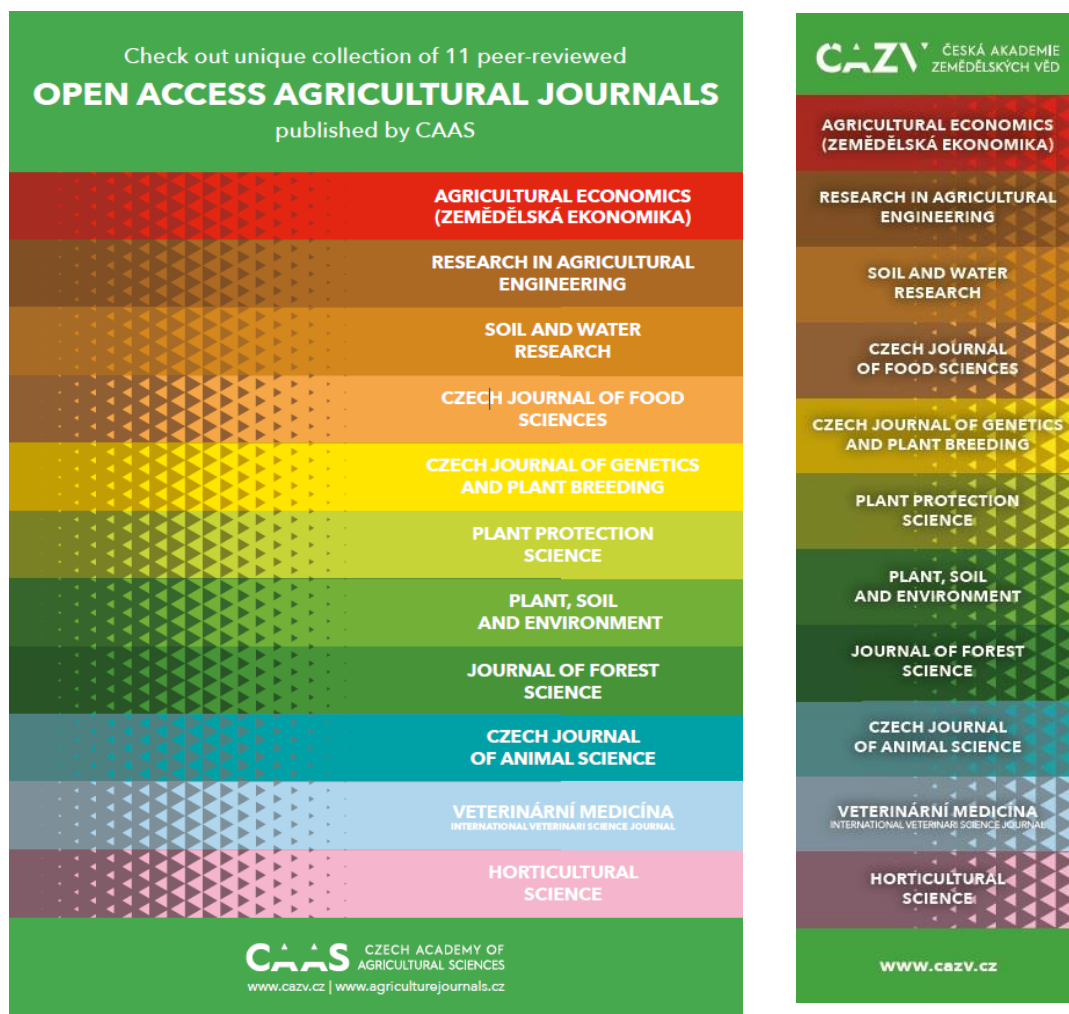 Check out unique collection of 11 peer-reviewed
OPEN ACCESS AGRICULTURAL JOURNALS
published by CAAS
AGRICULTURAL ECONOMICS
(ZEMĚDĚLSKÁ EKONOMIKA)
RESEARCH IN AGRICULTURAL
ENGINEERING
SOIL AND WATER
RESEARCH
CZECH JOURNAL OF FOOD
SCIENCES
CZECH JOURNAL OF GENETICS
AND PLANT BREEDING
PLANT PROTECTION
SCIENCE
PLANT, SOIL
AND ENVIRONMENT
JOURNAL OF FOREST
SCIENCE
CZECH JOURNAL
OF ANIMAL SCIENCE
VETERINÁRNÍ MEDICÍNA
INTERNATIONAL VETERINARI SCIENCE JOURNAL
HORTICULTURAL
SCIENCE
CAAS CZECH ACADEMY OF
AGRICULTURAL SCIENCES
www.cazv.cz | www.agriculturejournals.cz
CAZV ČESKÁ AKADEMIE
ZEMĚDĚLSKÝCH VĚD
AGRICULTURAL ECONOMICS
(ZEMĚDĚLSKÁ EKONOMIKA)
RESEARCH IN AGRICULTURAL
ENGINEERING
SOIL AND WATER
RESEARCH
CZECH JOURNAL
OF FOOD SCIENCES
CZECH JOURNAL OF GENETICS
AND PLANT BREEDING
PLANT PROTECTION
SCIENCE
PLANT, SOIL
AND ENVIRONMENT
JOURNAL OF FOREST
SCIENCE
CZECH JOURNAL
OF ANIMAL SCIENCE
VETERINÁRNÍ MEDICÍNA
INTERNATIONAL VETERINARI SCIENCE JOURNAL
HORTICULTURAL
SCIENCE
www.cazv.cz